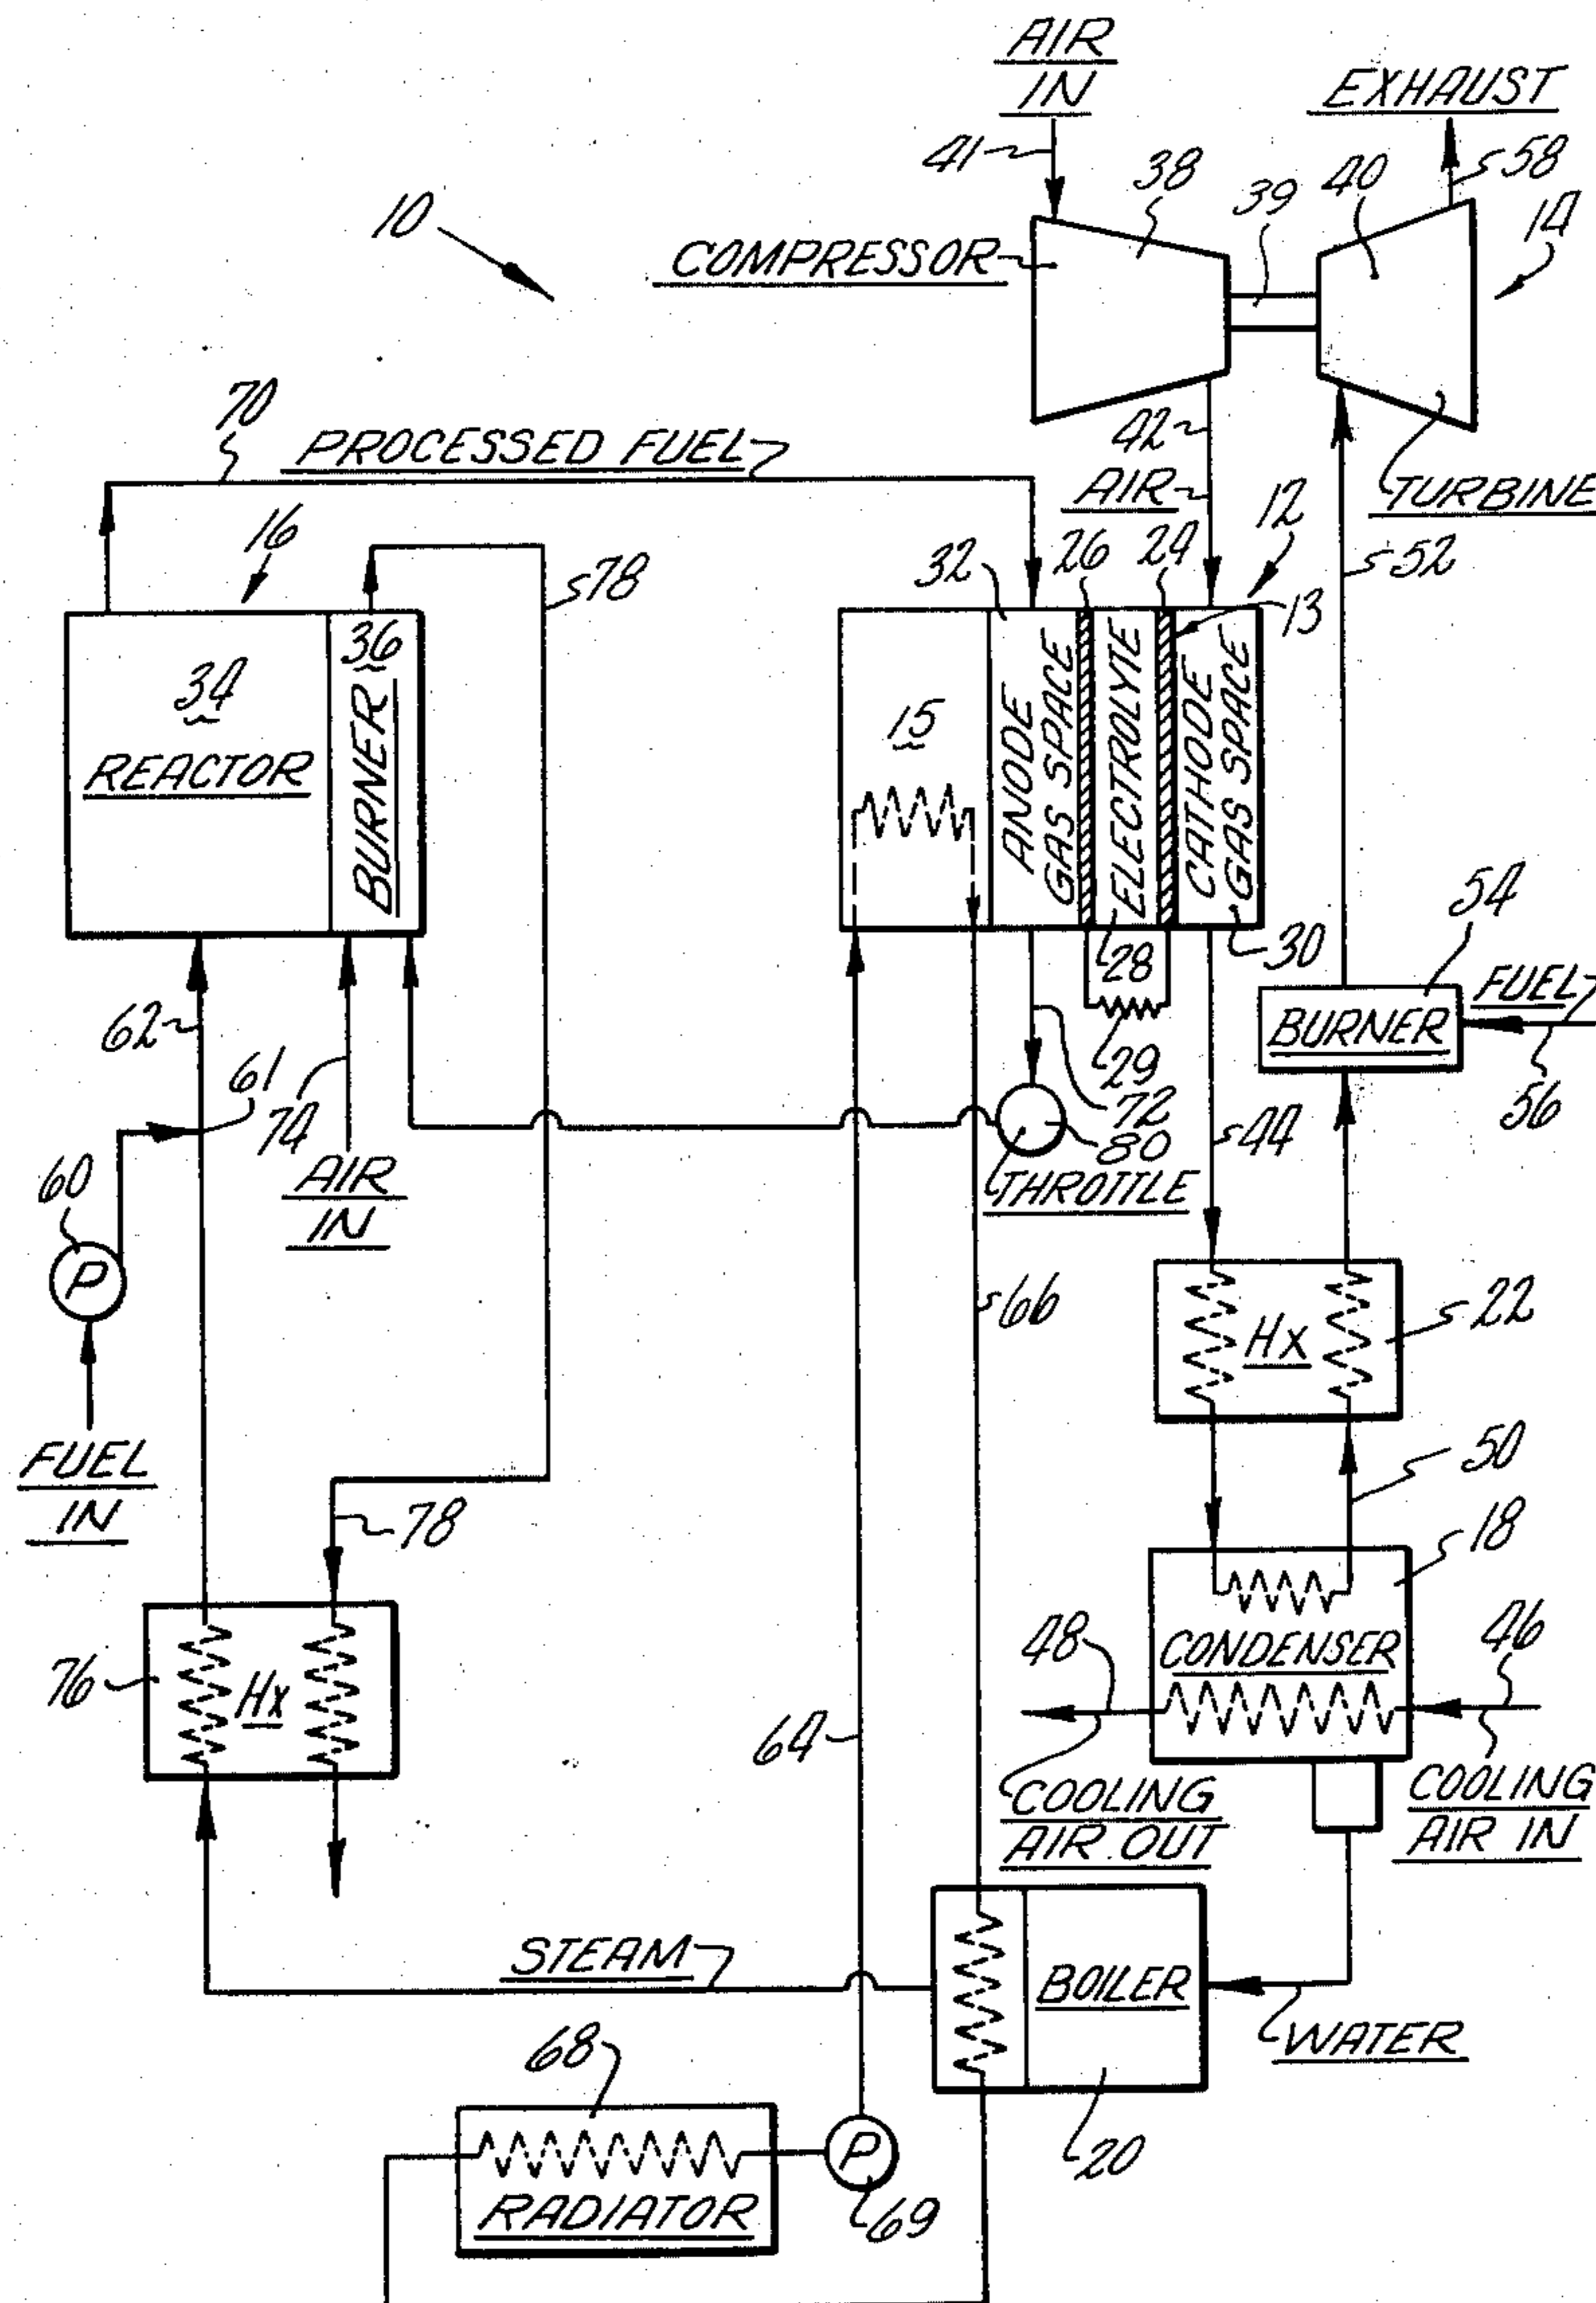 AIR
IN
EXHAUST
41
38
39
40
58
14
10
COMPRESSOR
70
PROCESSED FUEL
42
AIR
TURBINE
16
78
32
26
24
12
13
52
36
34
REACTOR
BURNER
15
ANODE
GAS SPACE
ELECTROLYTE
CATHODE
GAS SPACE
28
30
54
FUEL
BURNER
56
62
61
74
29
72
80
44
60
AIR
IN
THROTTLE
P
66
Hx
22
FUEL
IN
78
50
18
48
CONDENSER
46
76
Hx
64
COOLING
AIR OUT
COOLING
AIR IN
STEAM
BOILER
WATER
68
P
20
RADIATOR
69